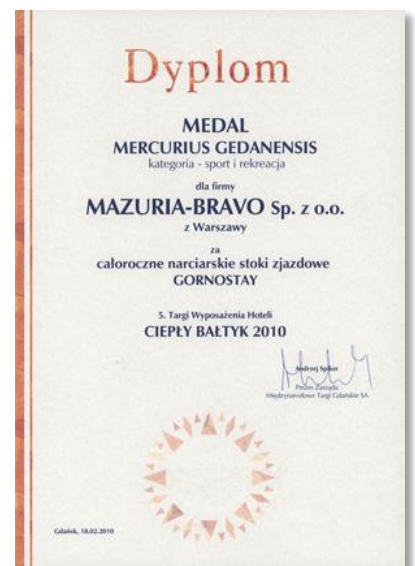 Dyplom
MEDAL
MERCURIUS GEDANENSIS
kategoria - sport i rekreacja
dla firmy
MAZURIA-BRAVO Sp. z o.o.
z Warszawy
za
całoroczne narciarskie stoki zjazdowe
GORNOSTAY
5. Targi Wyposażenia Hoteli
CIEPŁY BAŁTYK 2010
Andrzej Spiker
Prezes Zarządu
Międzynarodowe Targi Gdańskie SA
Gdańsk, 18.02.2010